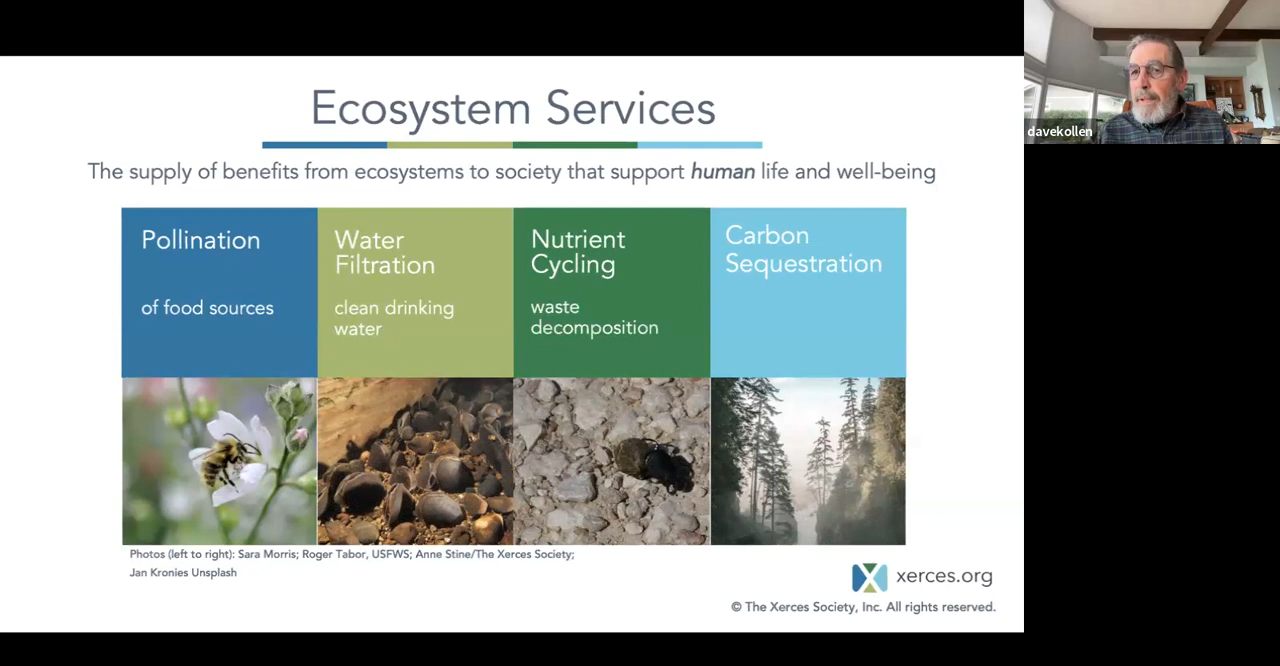 Ecosystem Services
The supply of benefits from ecosystems to society that support human life and well-being
Pollination
of food sources
Water
Filtration
clean drinking
water
Nutrient
Cycling
waste
decomposition
Carbon
Sequestration
Photos (left to right): Sara Morris; Roger Tabor, USFWS; Anne Stine/The Xerces Society;
Jan Kronies Unsplash
xerces.org
© The Xerces Society, Inc. All rights reserved.
davekollen